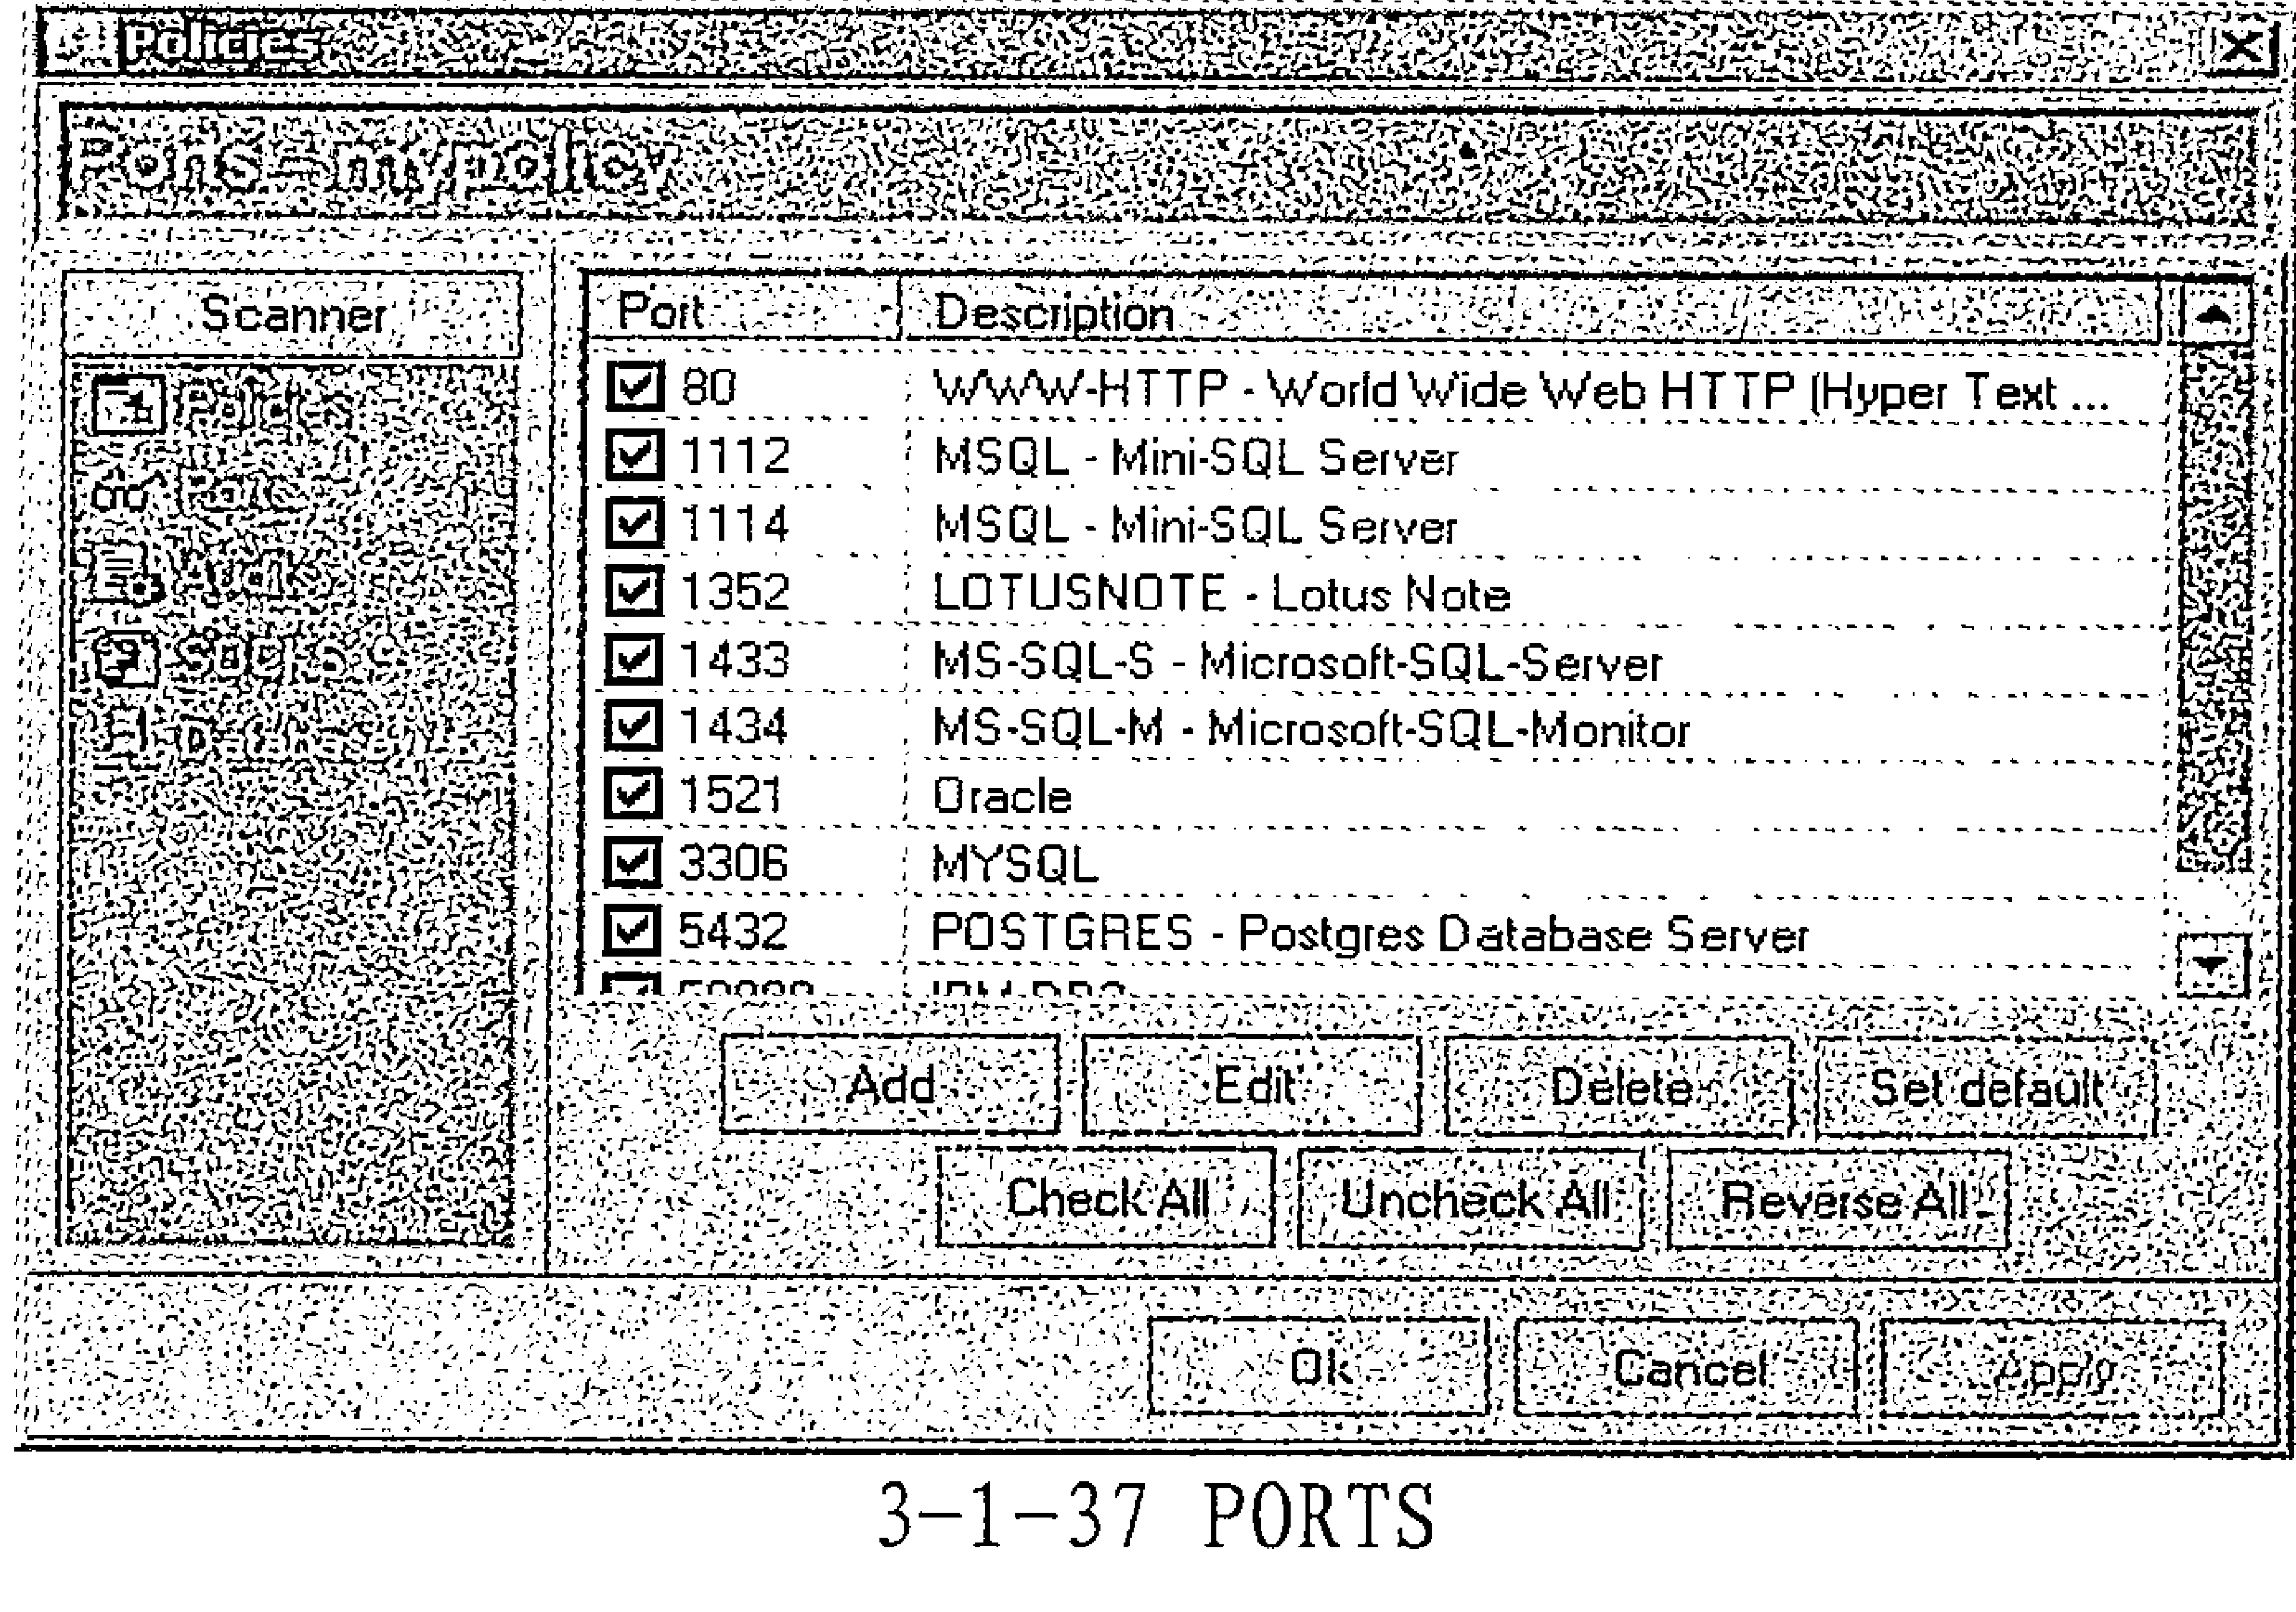 Policies
Ports - mypolicy
Scanner
Port Description
80 WWW-HTTP - World Wide Web HTTP (Hyper Text ...
1112 MSQL - Mini-SQL Server
1114 MSQL - Mini-SQL Server
1352 LOTUSNOTE - Lotus Note
1433 MS-SQL-S - Microsoft-SQL-Server
1434 MS-SQL-M - Microsoft-SQL-Monitor
1521 Oracle
3306 MYSQL
5432 POSTGRES - Postgres Database Server
Add Edit Delete Set default
Check All Uncheck All Reverse All
Ok Cancel Apply
3-1-37 PORTS